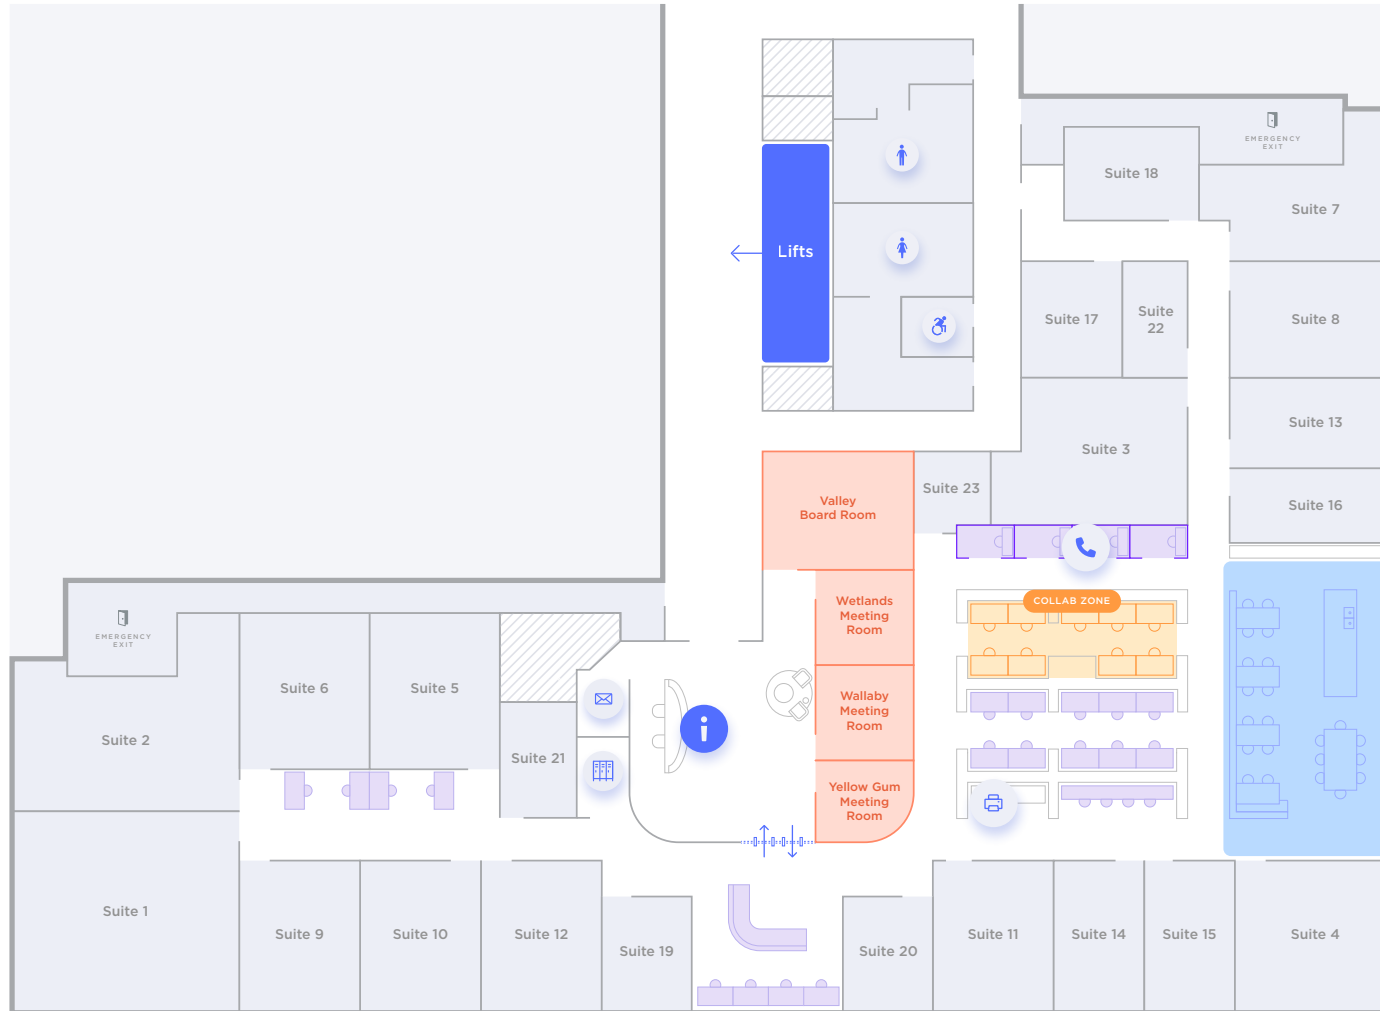 EMERGENCY
EXIT
Suite 18
Suite 7
Lifts
Suite 17
Suite
22
Suite 8
Suite 13
Suite 3
Suite 23
Suite 16
Valley
Board Room
Wetlands
Meeting
Room
COLLAB ZONE
EMERGENCY
EXIT
Suite 6
Suite 5
Suite 2
Suite 21
Wallaby
Meeting
Room
Yellow Gum
Meeting
Room
Suite 1
Suite 9
Suite 10
Suite 12
Suite 19
Suite 20
Suite 11
Suite 14
Suite 15
Suite 4